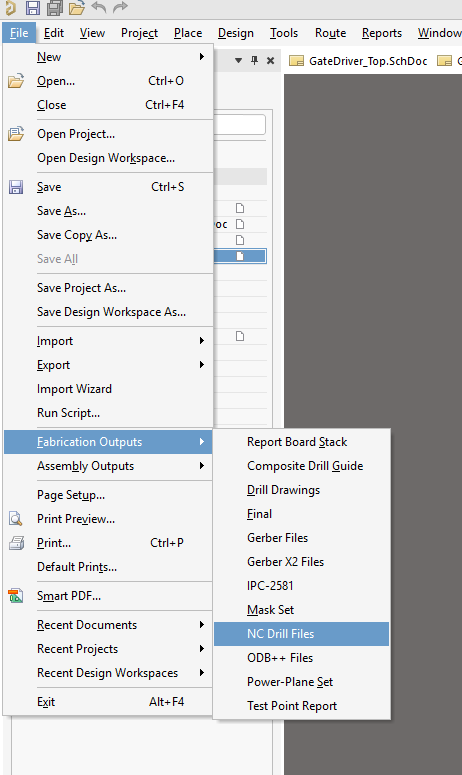 File Edit View Project Place Design Tools Route Reports Window
New
GateDriver_Top.SchDoc
Open... Ctrl+O
Close Ctrl+F4
Open Project...
Open Design Workspace...
Save Ctrl+S
Save As...
Save Copy As... Doc
Save All
Save Project As...
Save Design Workspace As...
Import
Export
Import Wizard
Run Script...
Fabrication Outputs
Assembly Outputs
Page Setup...
Print Preview...
Print... Ctrl+P
Default Prints...
Smart PDF...
Recent Documents
Recent Projects
Recent Design Workspaces
Exit Alt+F4
Report Board Stack
Composite Drill Guide
Drill Drawings
Final
Gerber Files
Gerber X2 Files
IPC-2581
Mask Set
NC Drill Files
ODB++ Files
Power-Plane Set
Test Point Report